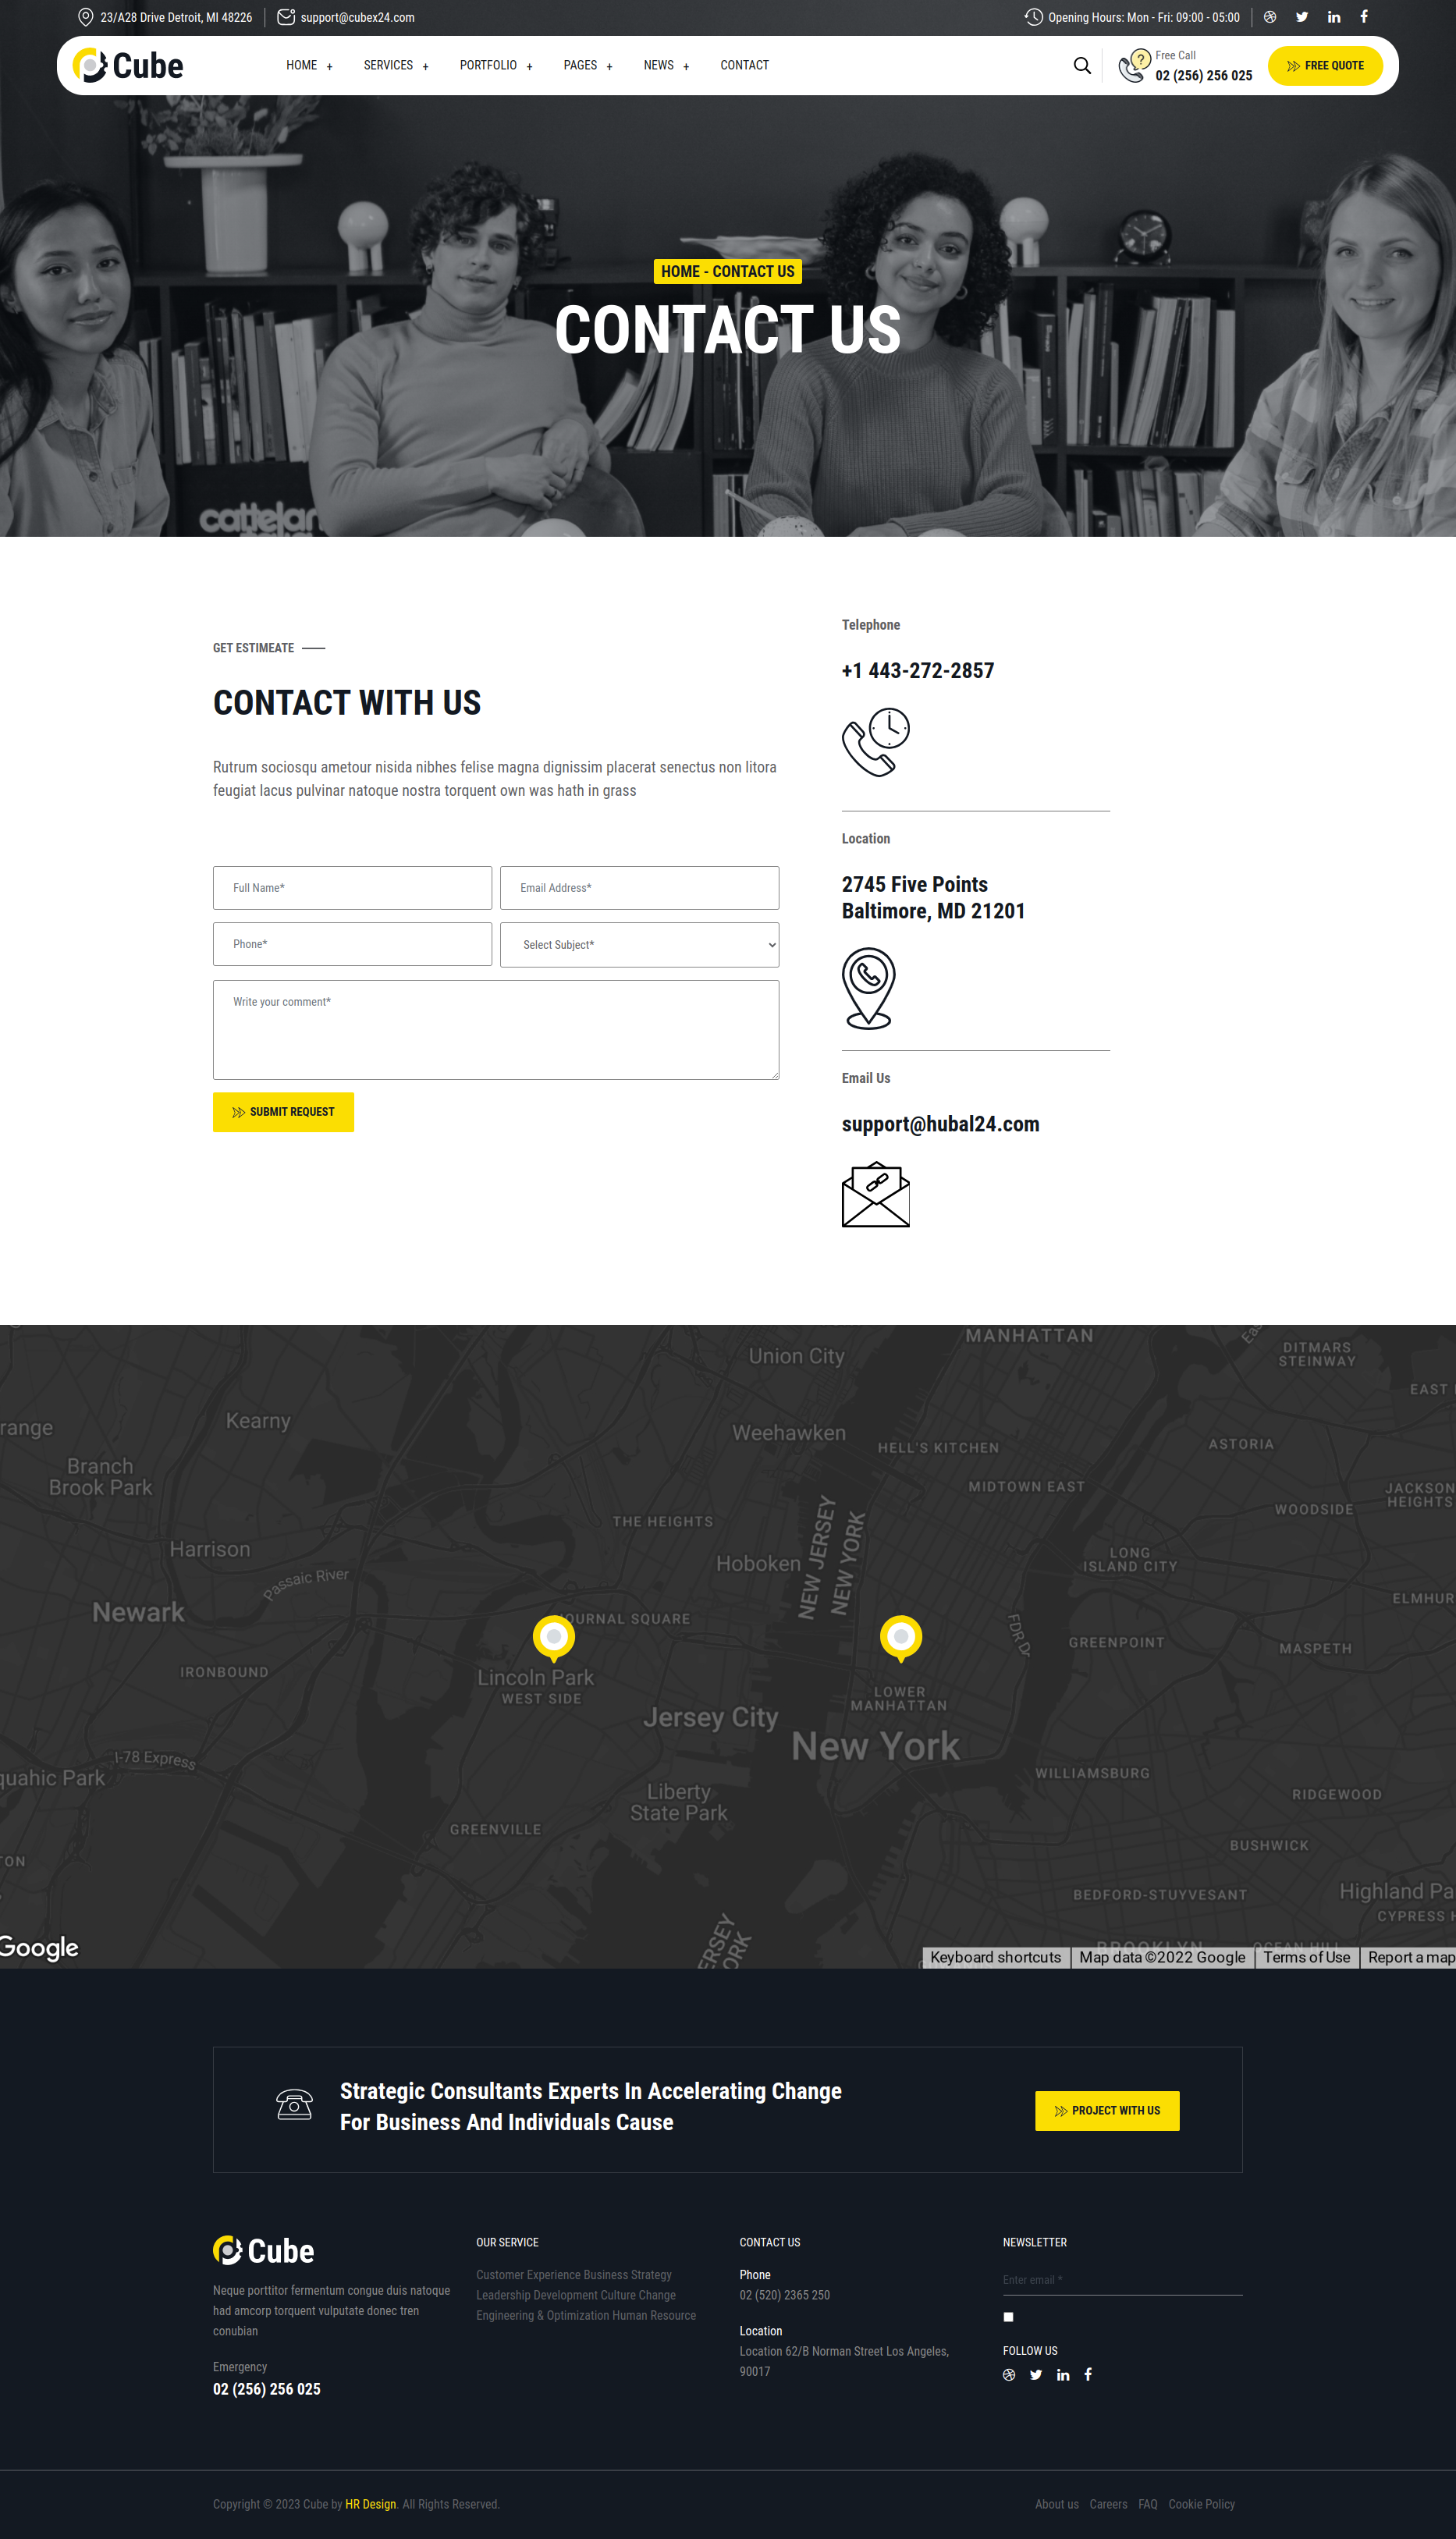 23/A28 Drive Detroit, MI 48226
support@cubex24.com
Opening Hours: Mon - Fri: 09:00 - 05:00
Cube
HOME +
SERVICES +
PORTFOLIO +
PAGES +
NEWS +
CONTACT
Free Call
02 (256) 256 025
FREE QUOTE
HOME - CONTACT US
CONTACT US
GET ESTIMEATE
CONTACT WITH US
Rutrum sociosqu ametour nisida nibhes felise magna dignissim placerat senectus non litora
feugiat lacus pulvinar natoque nostra torquent own was hath in grass
Full Name*
Email Address*
Phone*
Select Subject*
Write your comment*
SUBMIT REQUEST
Telephone
+1 443-272-2857
Location
2745 Five Points
Baltimore, MD 21201
Email Us
support@hubal24.com
MANHATTAN
Union City
DITMARS
STEINWAY
EAST
Kearny
Weehawken
HELL'S KITCHEN
ASTORIA
Branch
Brook Park
MIDTOWN EAST
JACKSON
HEIGHTS
WOODSIDE
THE HEIGHTS
NEW JERSEY
NEW YORK
Harrison
Hoboken
LONG
ISLAND CITY
Passaic River
Newark
JOURNAL SQUARE
FDR Dr
GREENPOINT
MASPETH
IRONBOUND
Lincoln Park
WEST SIDE
LOWER
MANHATTAN
Jersey City
New York
I-78 Express
WILLIAMSBURG
Liberty
State Park
RIDGEWOOD
GREENVILLE
BUSHWICK
BEDFORD-STUYVESANT
Highland
CYPRESS
BROOKLYN
OCEAN HILL
Google
Keyboard shortcuts
Map data ©2022 Google
Terms of Use
Report a map
Strategic Consultants Experts In Accelerating Change
For Business And Individuals Cause
PROJECT WITH US
Cube
Neque porttitor fermentum congue duis natoque
had amcorp torquent vulputate donec tren
conubian
Emergency
02 (256) 256 025
OUR SERVICE
Customer Experience Business Strategy
Leadership Development Culture Change
Engineering & Optimization Human Resource
CONTACT US
Phone
02 (520) 2365 250
Location
Location 62/B Norman Street Los Angeles,
90017
NEWSLETTER
Enter email *
FOLLOW US
Copyright © 2023 Cube by HR Design. All Rights Reserved.
About us
Careers
FAQ
Cookie Policy